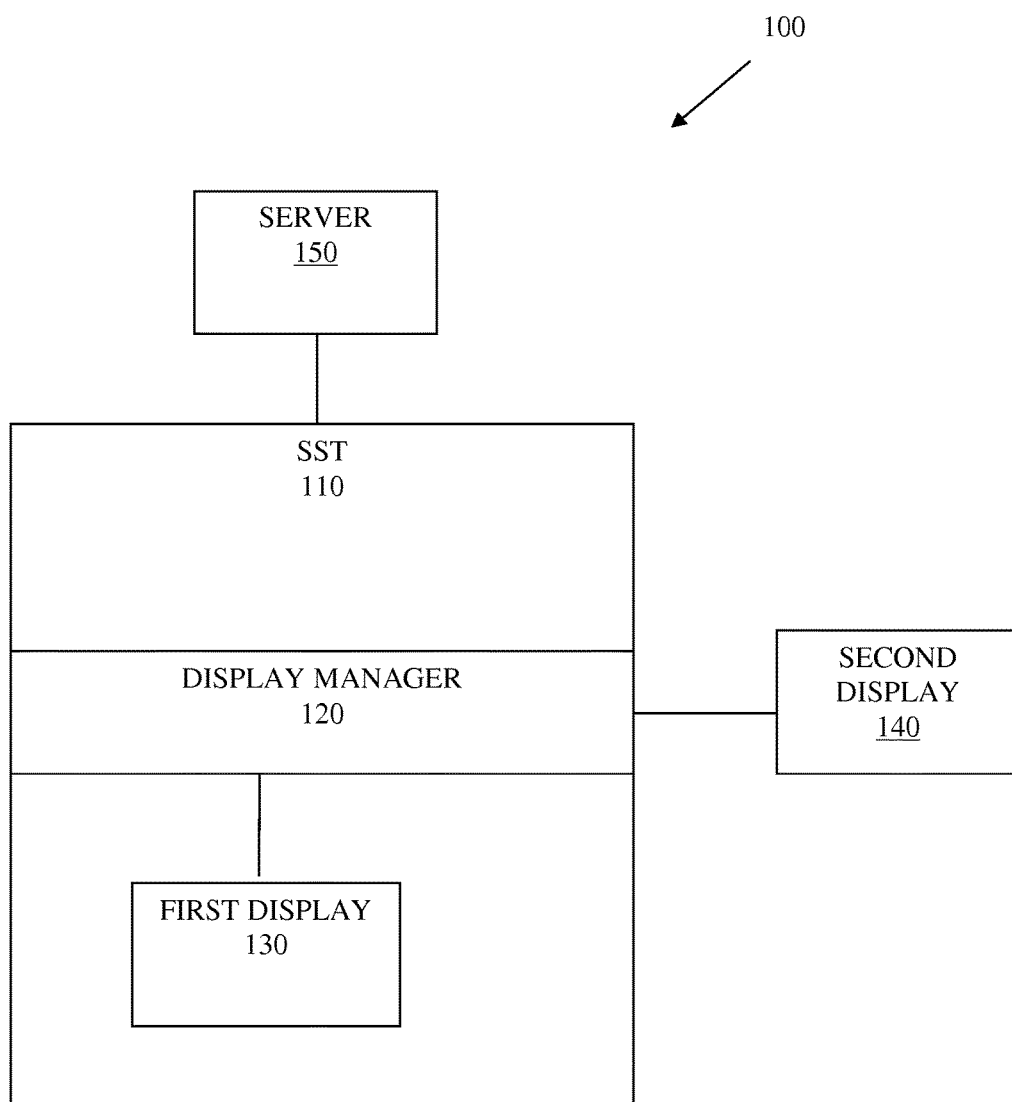 100
SERVER
150
SST
110
DISPLAY MANAGER
120
SECOND
DISPLAY
140
FIRST DISPLAY
130